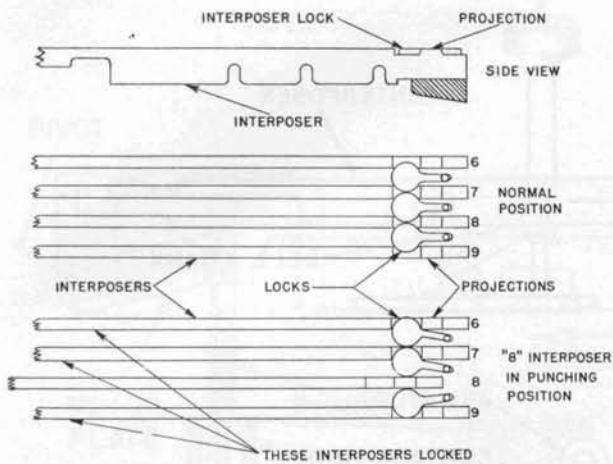 INTERPOSER LOCK
PROJECTION
SIDE VIEW
INTERPOSER
6
7
8
9
NORMAL
POSITION
INTERPOSERS
LOCKS
PROJECTIONS
6
7
8
9
"8" INTERPOSER
IN PUNCHING
POSITION
THESE INTERPOSERS LOCKED